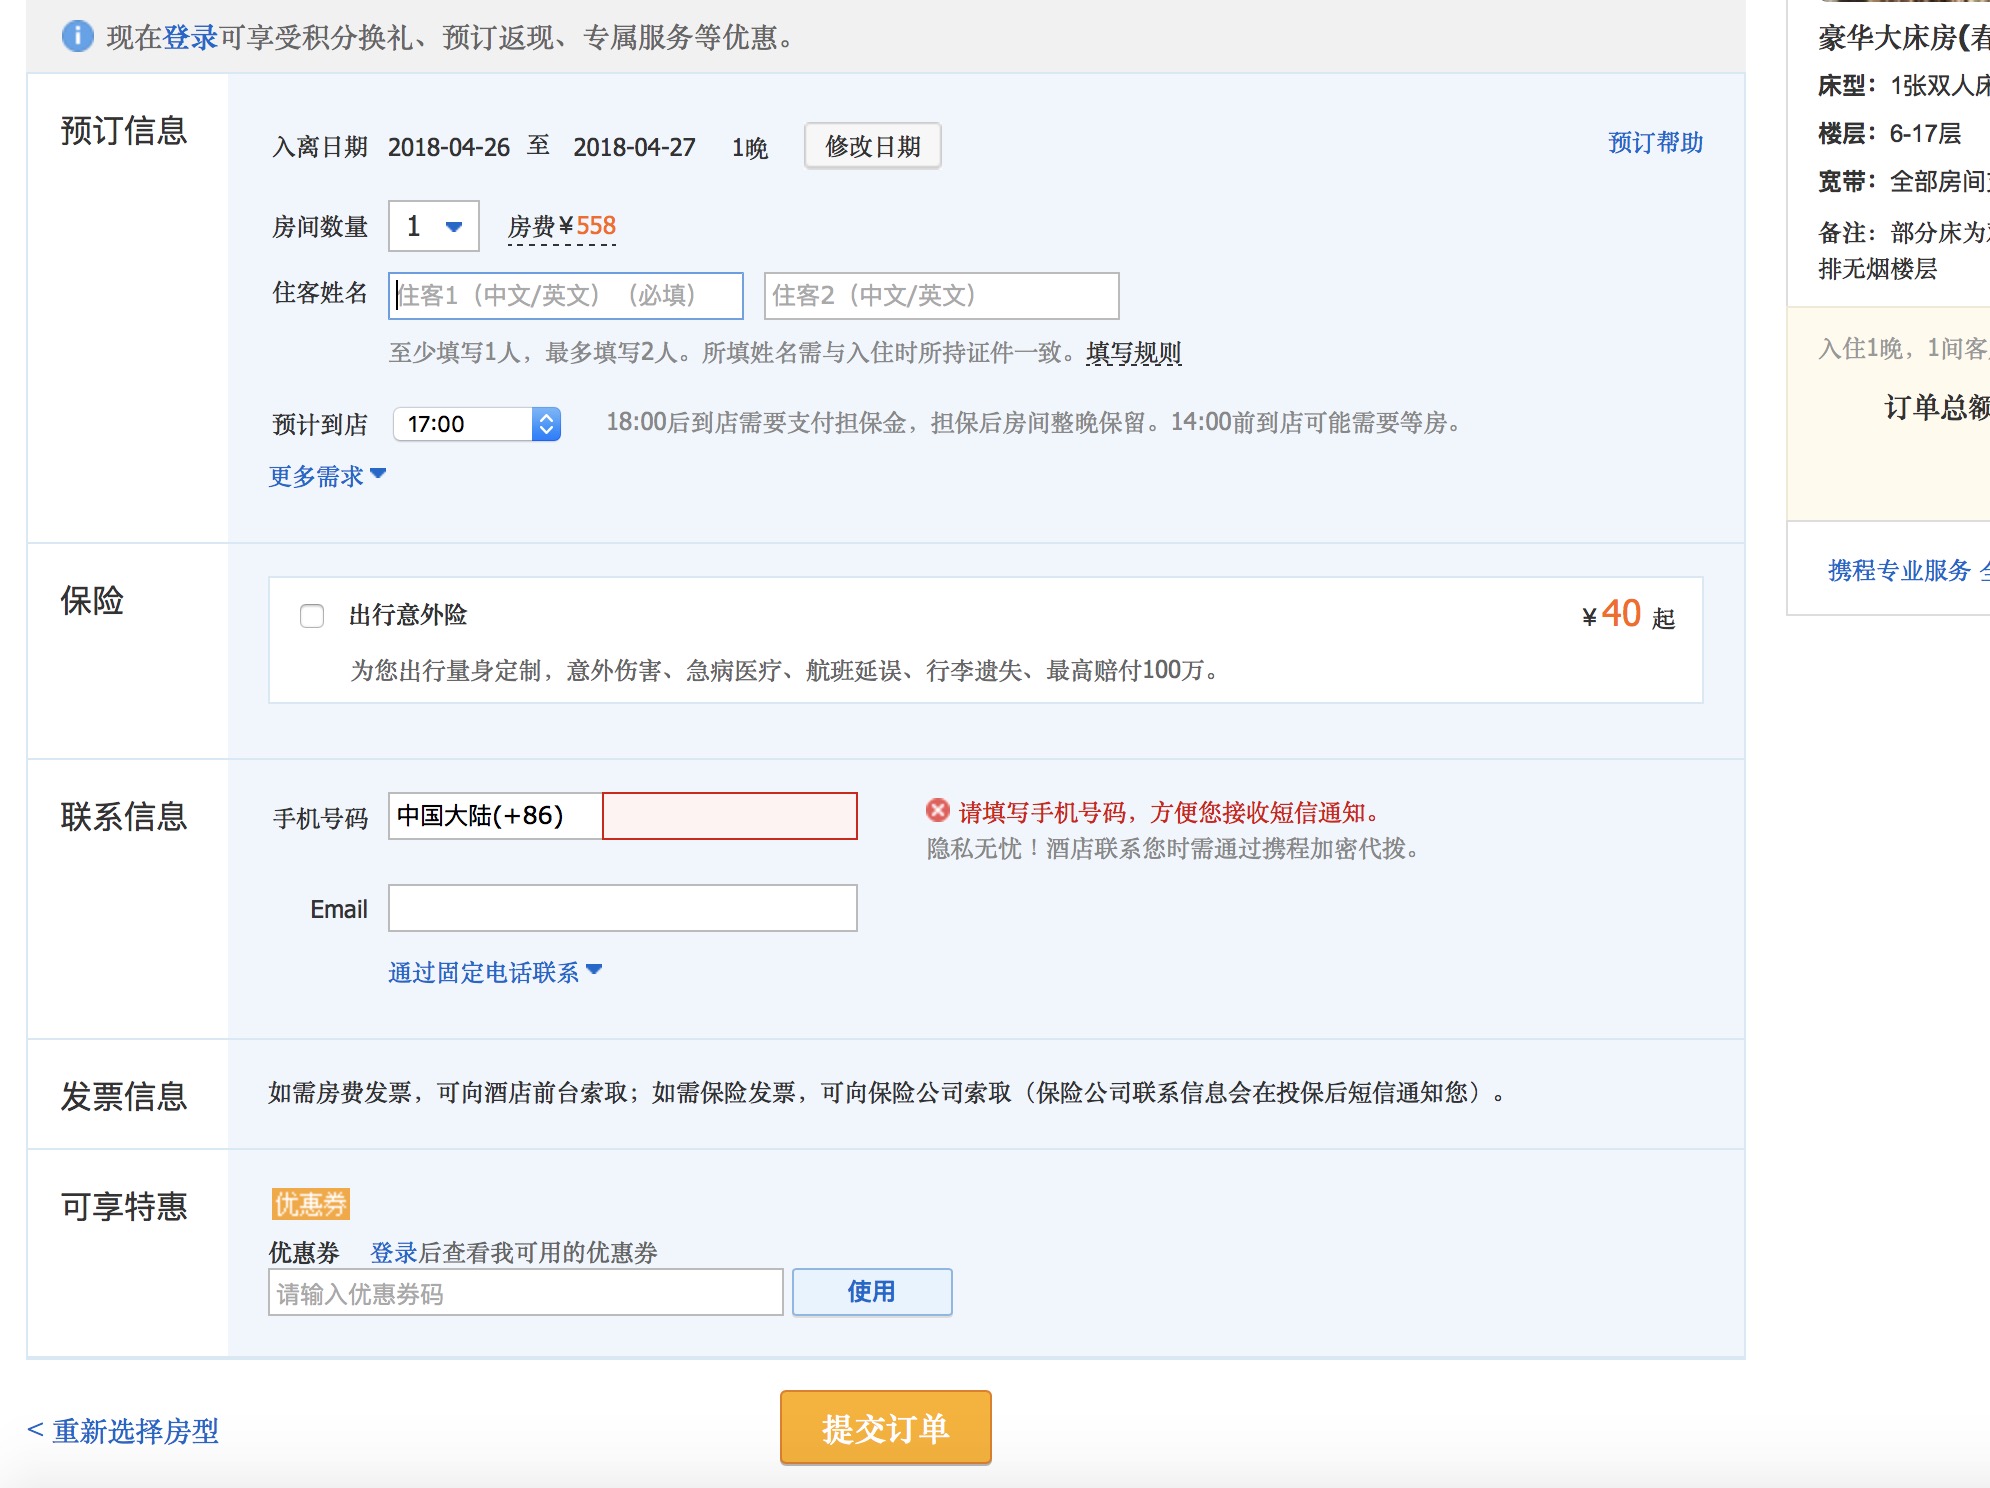 现在登录可享受积分换礼、预订返现、专属服务等优惠。
预订信息
入离日期 2018-04-26 至 2018-04-27 1晚 修改日期 预订帮助
房间数量 1 房费¥558
住客姓名 住客1（中文/英文）（必填） 住客2（中文/英文）
至少填写1人，最多填写2人。所填姓名需与入住时所持证件一致。填写规则
预计到店 17:00 18:00后到店需要支付担保金，担保后房间整晚保留。14:00前到店可能需要等房。
更多需求
保险
出行意外险 ¥40 起
为您出行量身定制，意外伤害、急病医疗、航班延误、行李遗失、最高赔付100万。
联系信息
手机号码 中国大陆(+86) 请填写手机号码，方便您接收短信通知。
隐私无忧！酒店联系您时需通过携程加密代拨。
Email
通过固定电话联系
发票信息
如需房费发票，可向酒店前台索取；如需保险发票，可向保险公司索取（保险公司联系信息会在投保后短信通知您）。
可享特惠
优惠券
优惠券 登录后查看我可用的优惠券
请输入优惠券码 使用
< 重新选择房型
提交订单
豪华大床房(春
床型：1张双人床
楼层：6-17层
宽带：全部房间
备注：部分床为
排无烟楼层
入住1晚，1间客
订单总额
携程专业服务